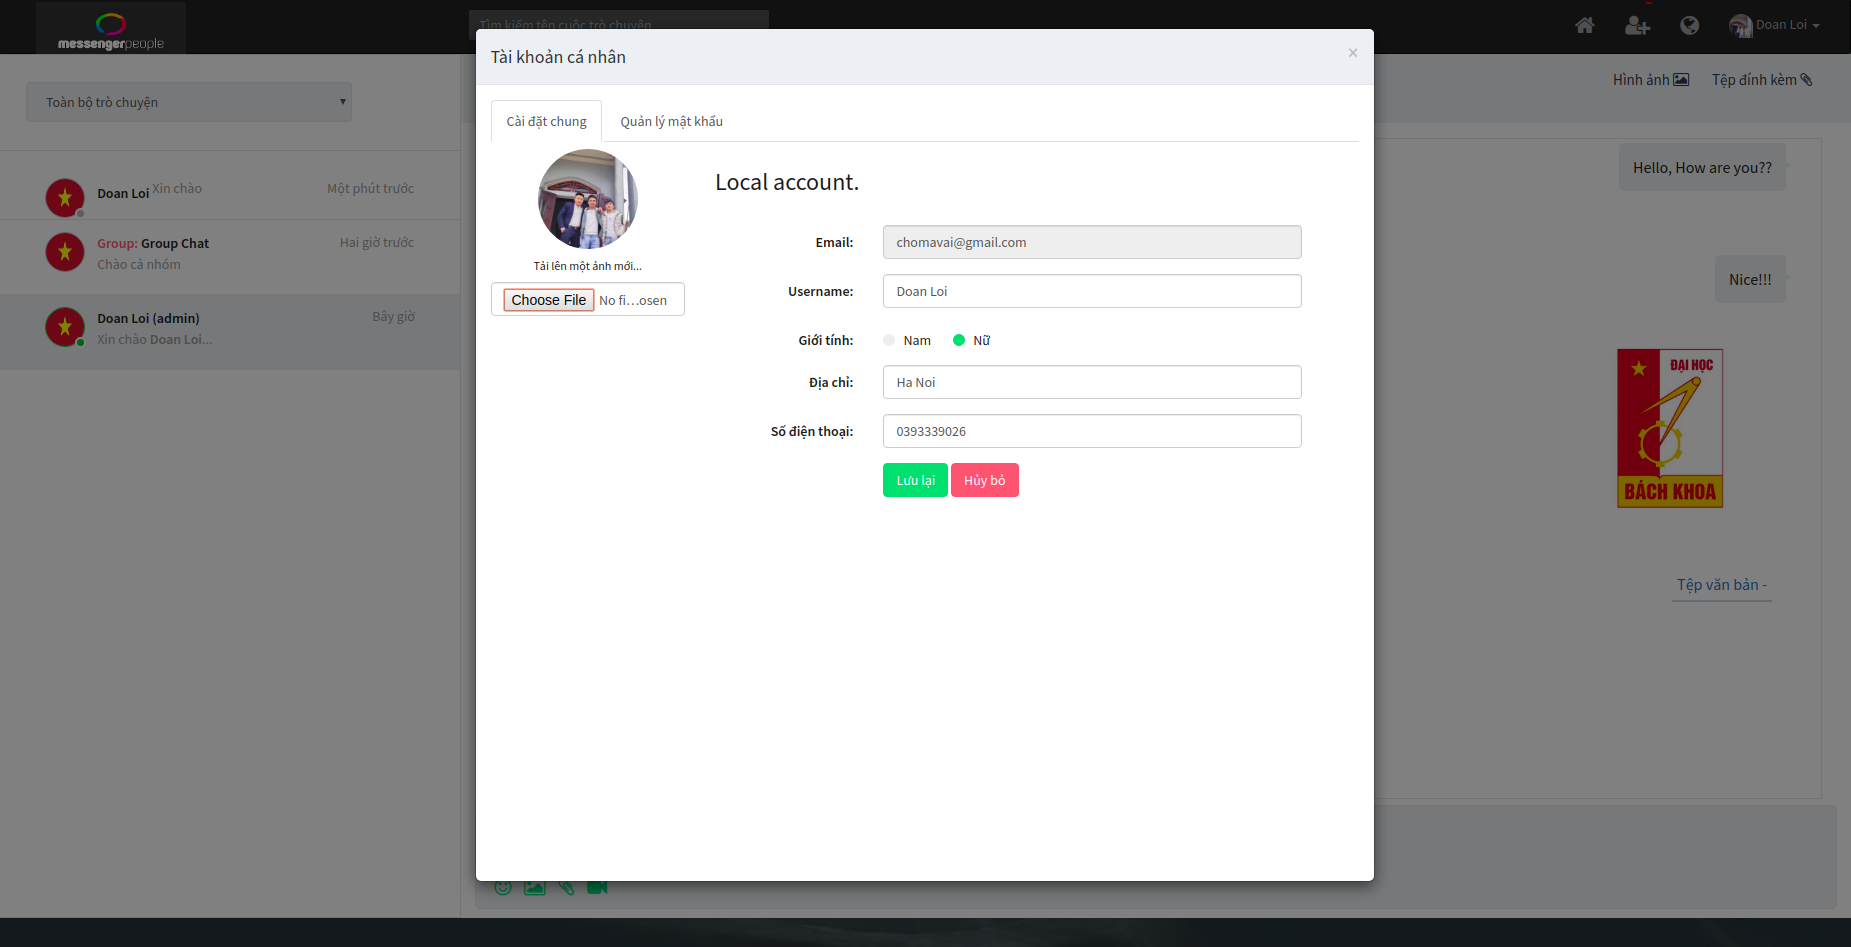 messengerpeople
Tìm kiếm tên cuộc trò chuyện
Doan Loi
Tài khoản cá nhân
×
Hình ảnh
Tệp đính kèm
Toàn bộ trò chuyện
Cài đặt chung
Quản lý mật khẩu
Doan Loi Xin chào
Một phút trước
Group: Group Chat
Hai giờ trước
Chào cả nhóm
Doan Loi (admin)
Bây giờ
Xin chào Doan Loi...
Tải lên một ảnh mới...
Choose File No fi...osen
Local account.
Email: chomavai@gmail.com
Username: Doan Loi
Giới tính: Nam Nữ
Địa chỉ: Ha Noi
Số điện thoại: 0393339026
Lưu lại Hủy bỏ
Hello, How are you??
Nice!!!
ĐẠI HỌC
BÁCH KHOA
Tệp văn bản -